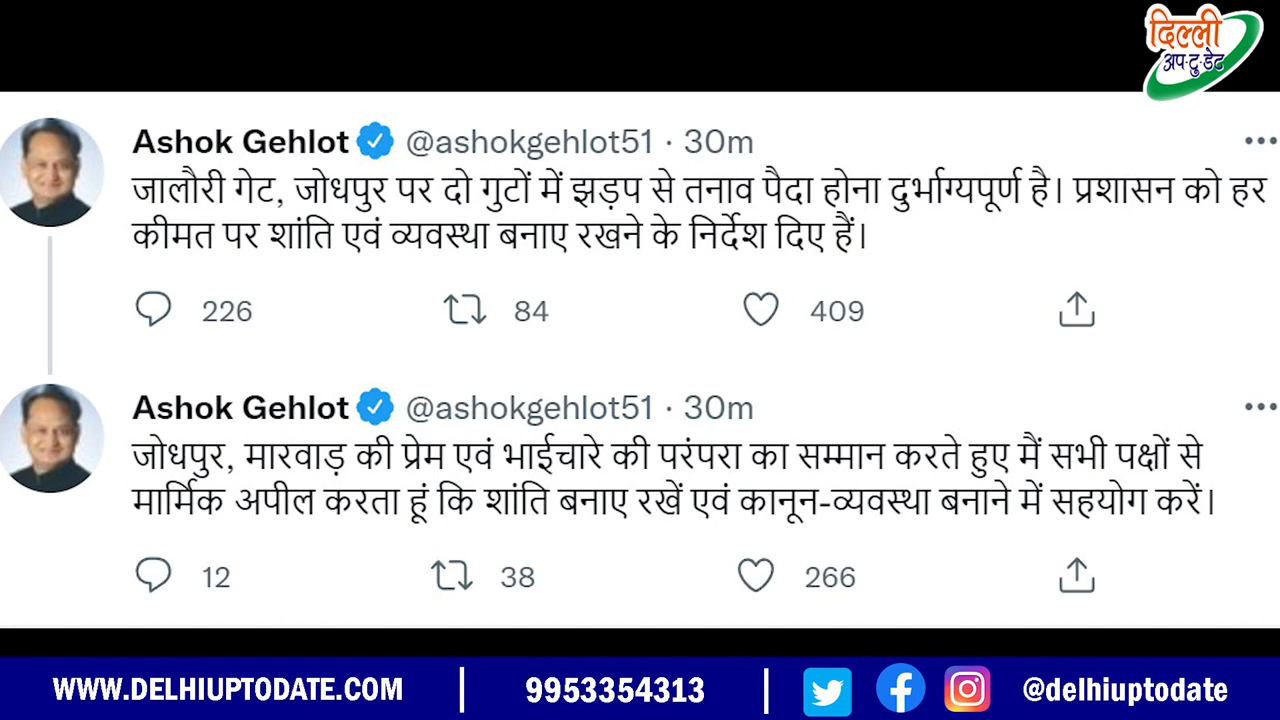 दिल्ली
अप-टु-डेट
Ashok Gehlot @ashokgehlot51 · 30m
जालौरी गेट, जोधपुर पर दो गुटों में झड़प से तनाव पैदा होना दुर्भाग्यपूर्ण है। प्रशासन को हर
कीमत पर शांति एवं व्यवस्था बनाए रखने के निर्देश दिए हैं।
226 84 409
Ashok Gehlot @ashokgehlot51 · 30m
जोधपुर, मारवाड़ की प्रेम एवं भाईचारे की परंपरा का सम्मान करते हुए मैं सभी पक्षों से
मार्मिक अपील करता हूं कि शांति बनाए रखें एवं कानून-व्यवस्था बनाने में सहयोग करें।
12 38 266
WWW.DELHIUPTODATE.COM | 9953354313 | @delhiuptodate